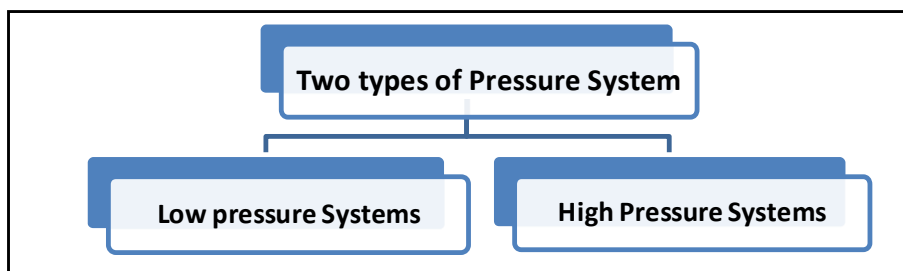 Two types of Pressure System
Low pressure Systems
High Pressure Systems